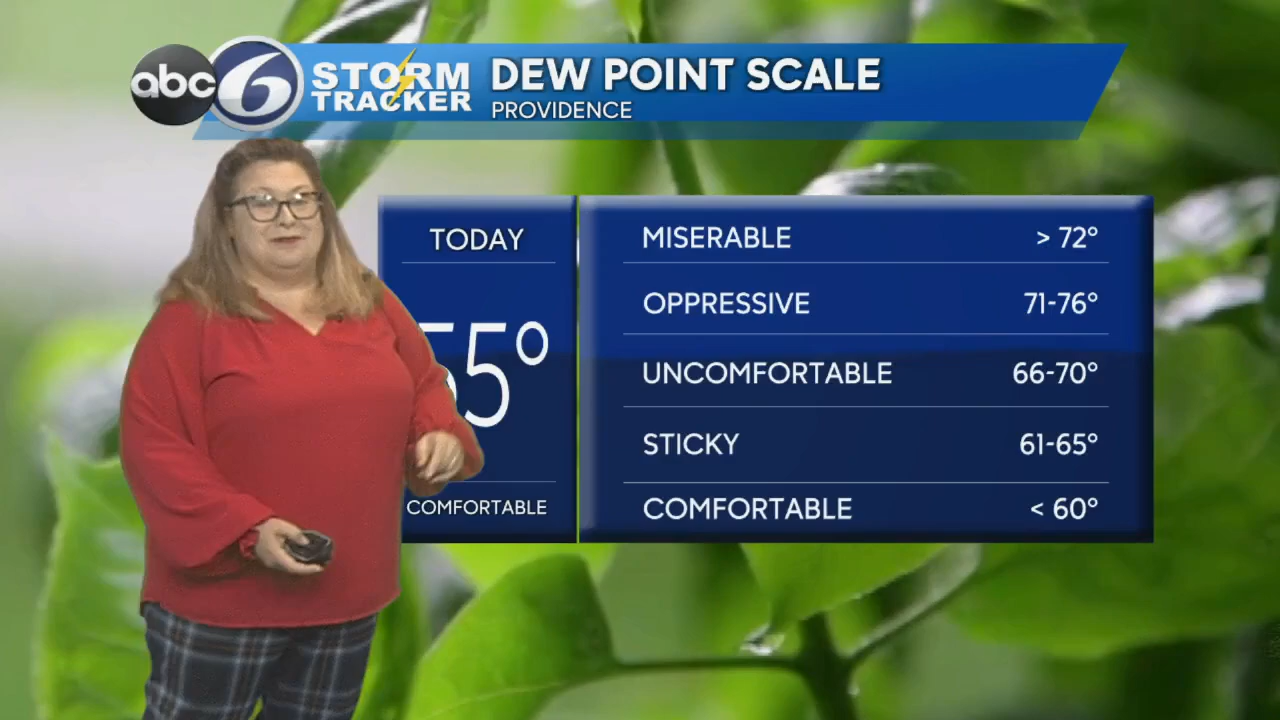 abc 6 STORM TRACKER
DEW POINT SCALE
PROVIDENCE
TODAY
55°
COMFORTABLE
MISERABLE > 72°
OPPRESSIVE 71-76°
UNCOMFORTABLE 66-70°
STICKY 61-65°
COMFORTABLE < 60°